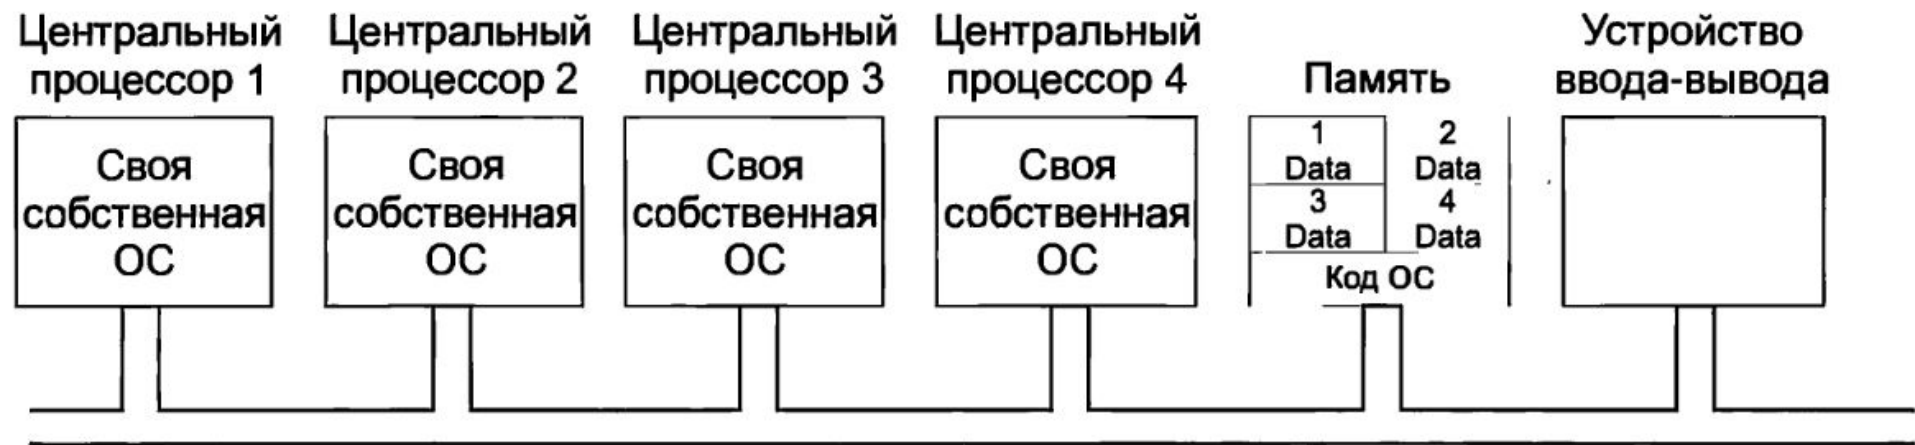 Центральный
процессор 1
Центральный
процессор 2
Центральный
процессор 3
Центральный
процессор 4
Память
Устройство
ввода-вывода
Своя
собственная
ОС
Своя
собственная
ОС
Своя
собственная
ОС
Своя
собственная
ОС
1
Data
2
Data
3
Data
4
Data
Код ОС